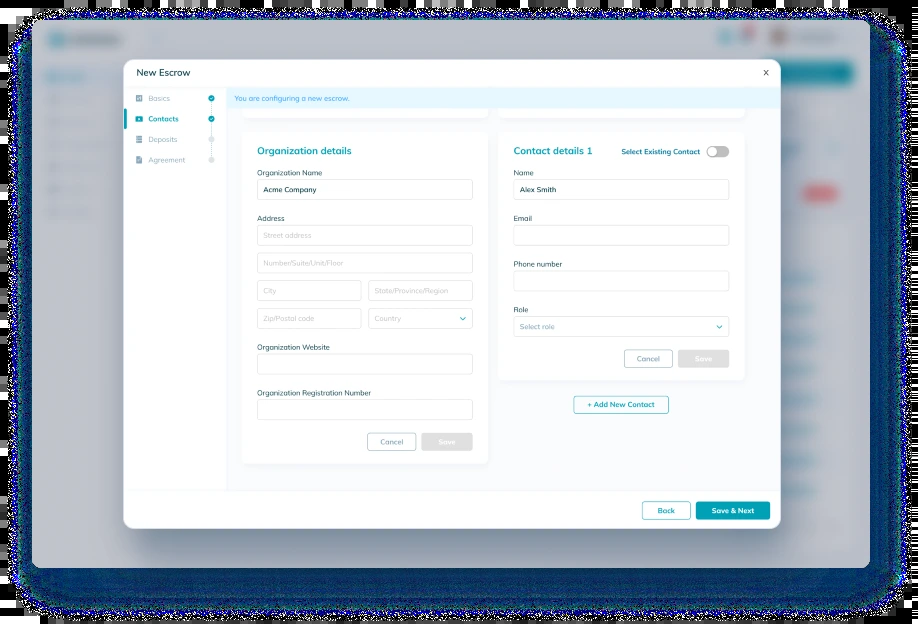 New Escrow
X
Basics
Contacts
Deposits
Agreement
You are configuring a new escrow.
Organization details
Organization Name
Acme Company
Address
Street address
Number/Suite/Unit/Floor
City
State/Province/Region
Zip/Postal code
Country
Organization Website
Organization Registration Number
Cancel
Save
Contact details 1
Select Existing Contact
Name
Alex Smith
Email
Phone number
Role
Select role
Cancel
Save
+ Add New Contact
Back
Save & Next